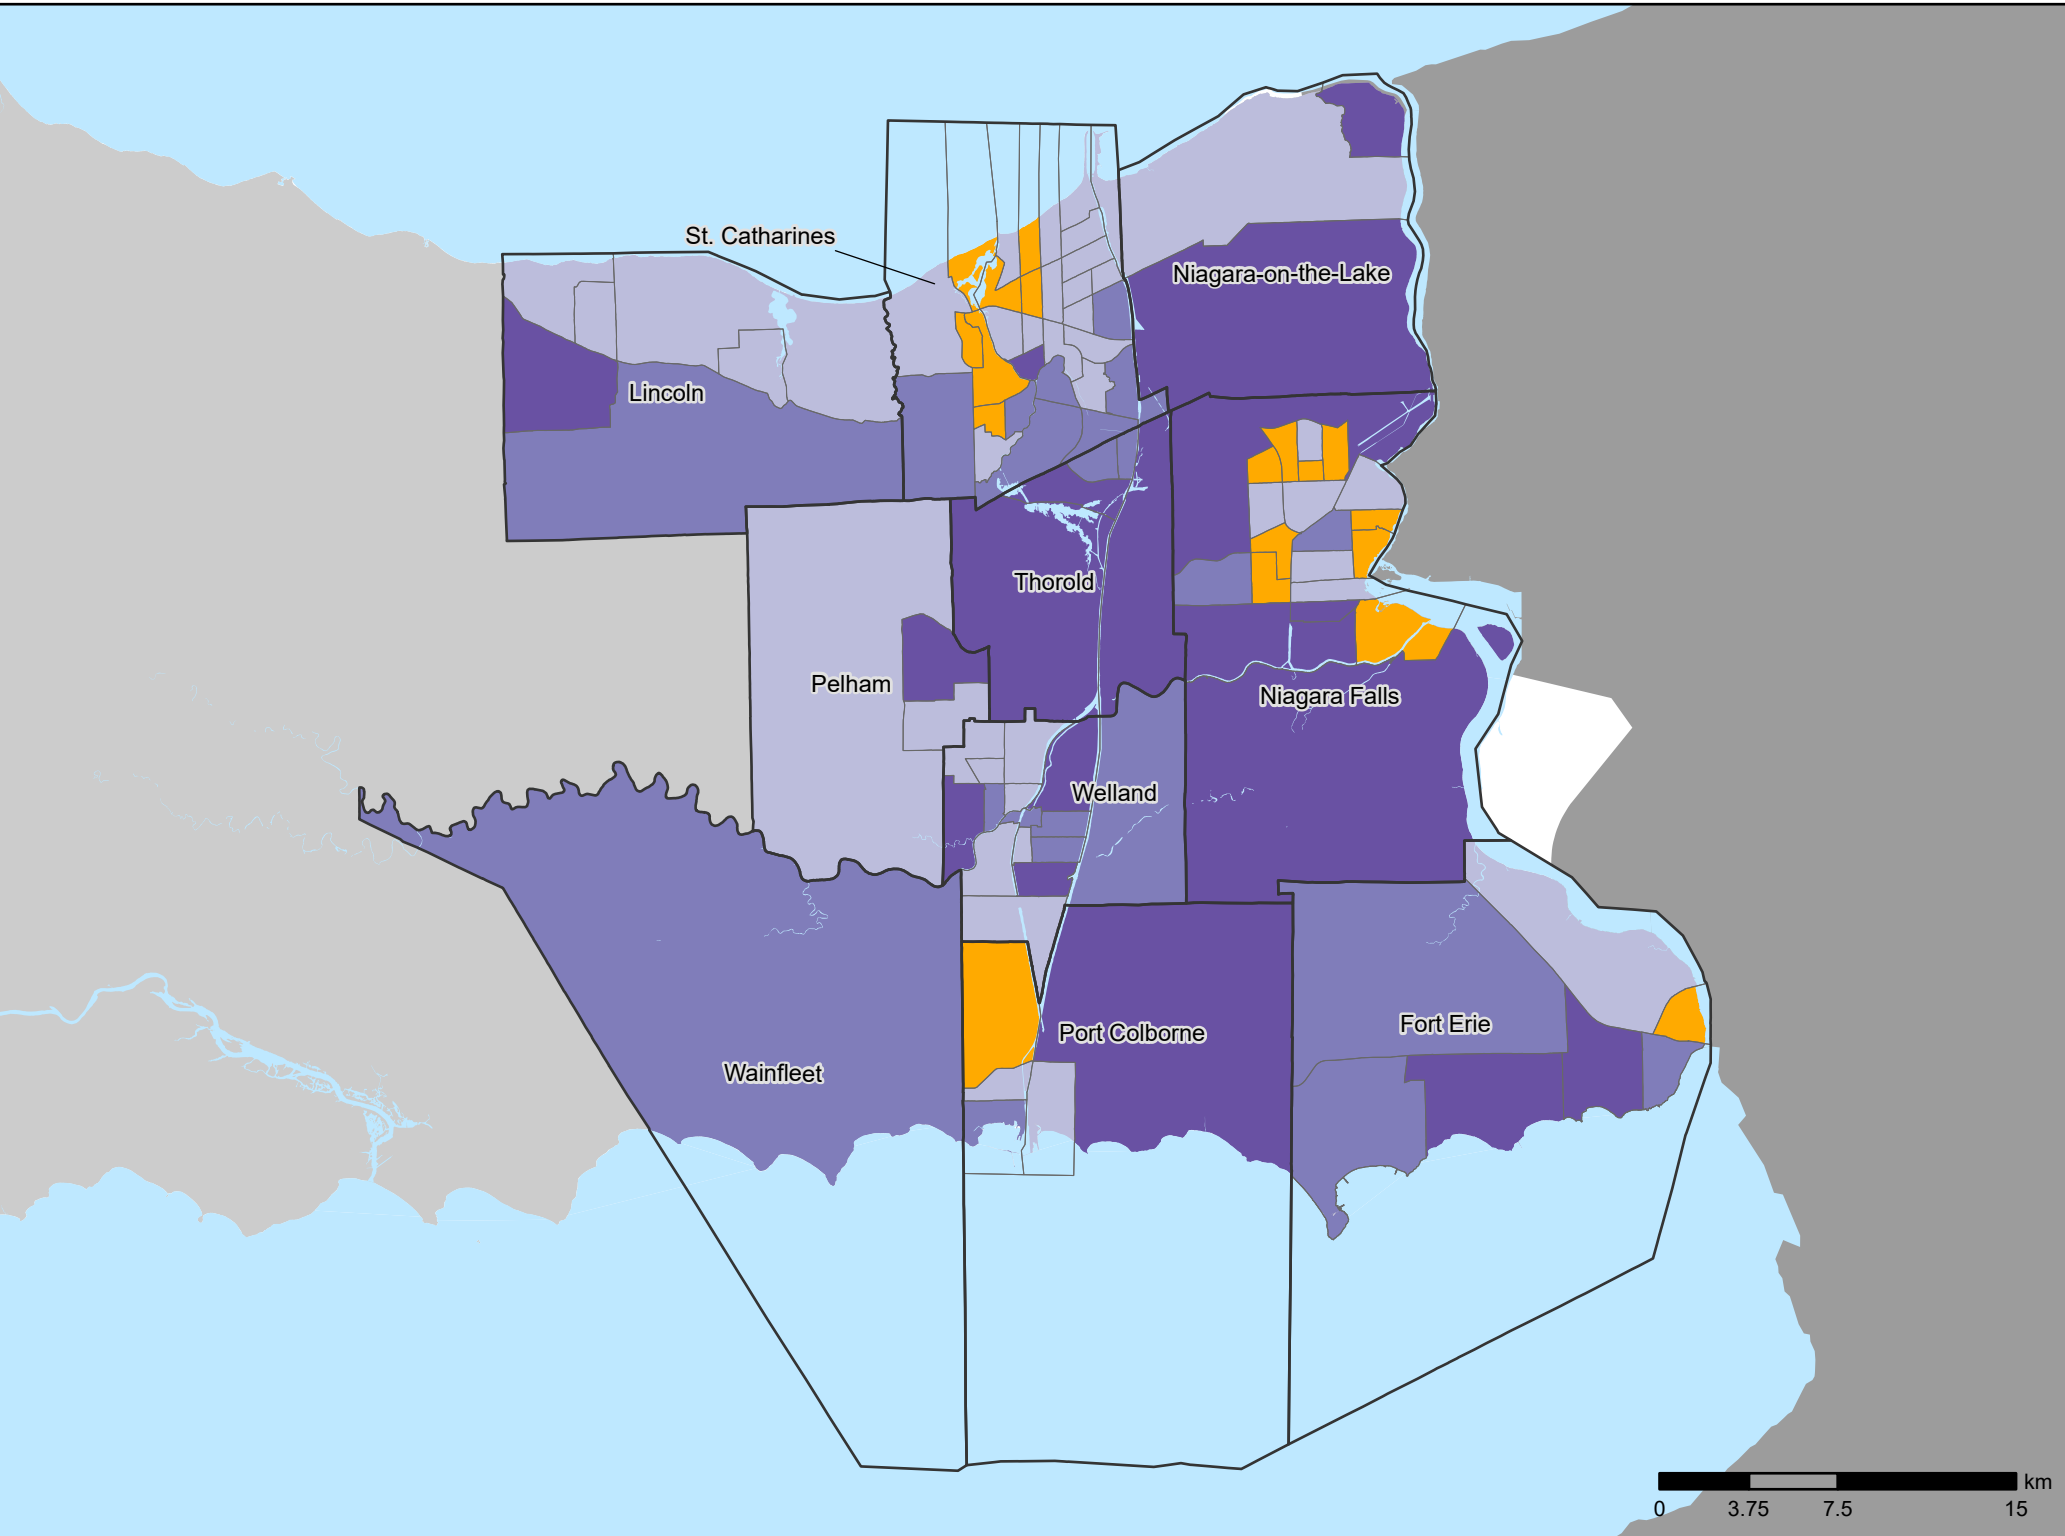 St. Catharines
Niagara-on-the-Lake
Lincoln
Thorold
Pelham
Niagara Falls
Welland
Fort Erie
Port Colborne
Wainfleet
km
0 3.75 7.5 15